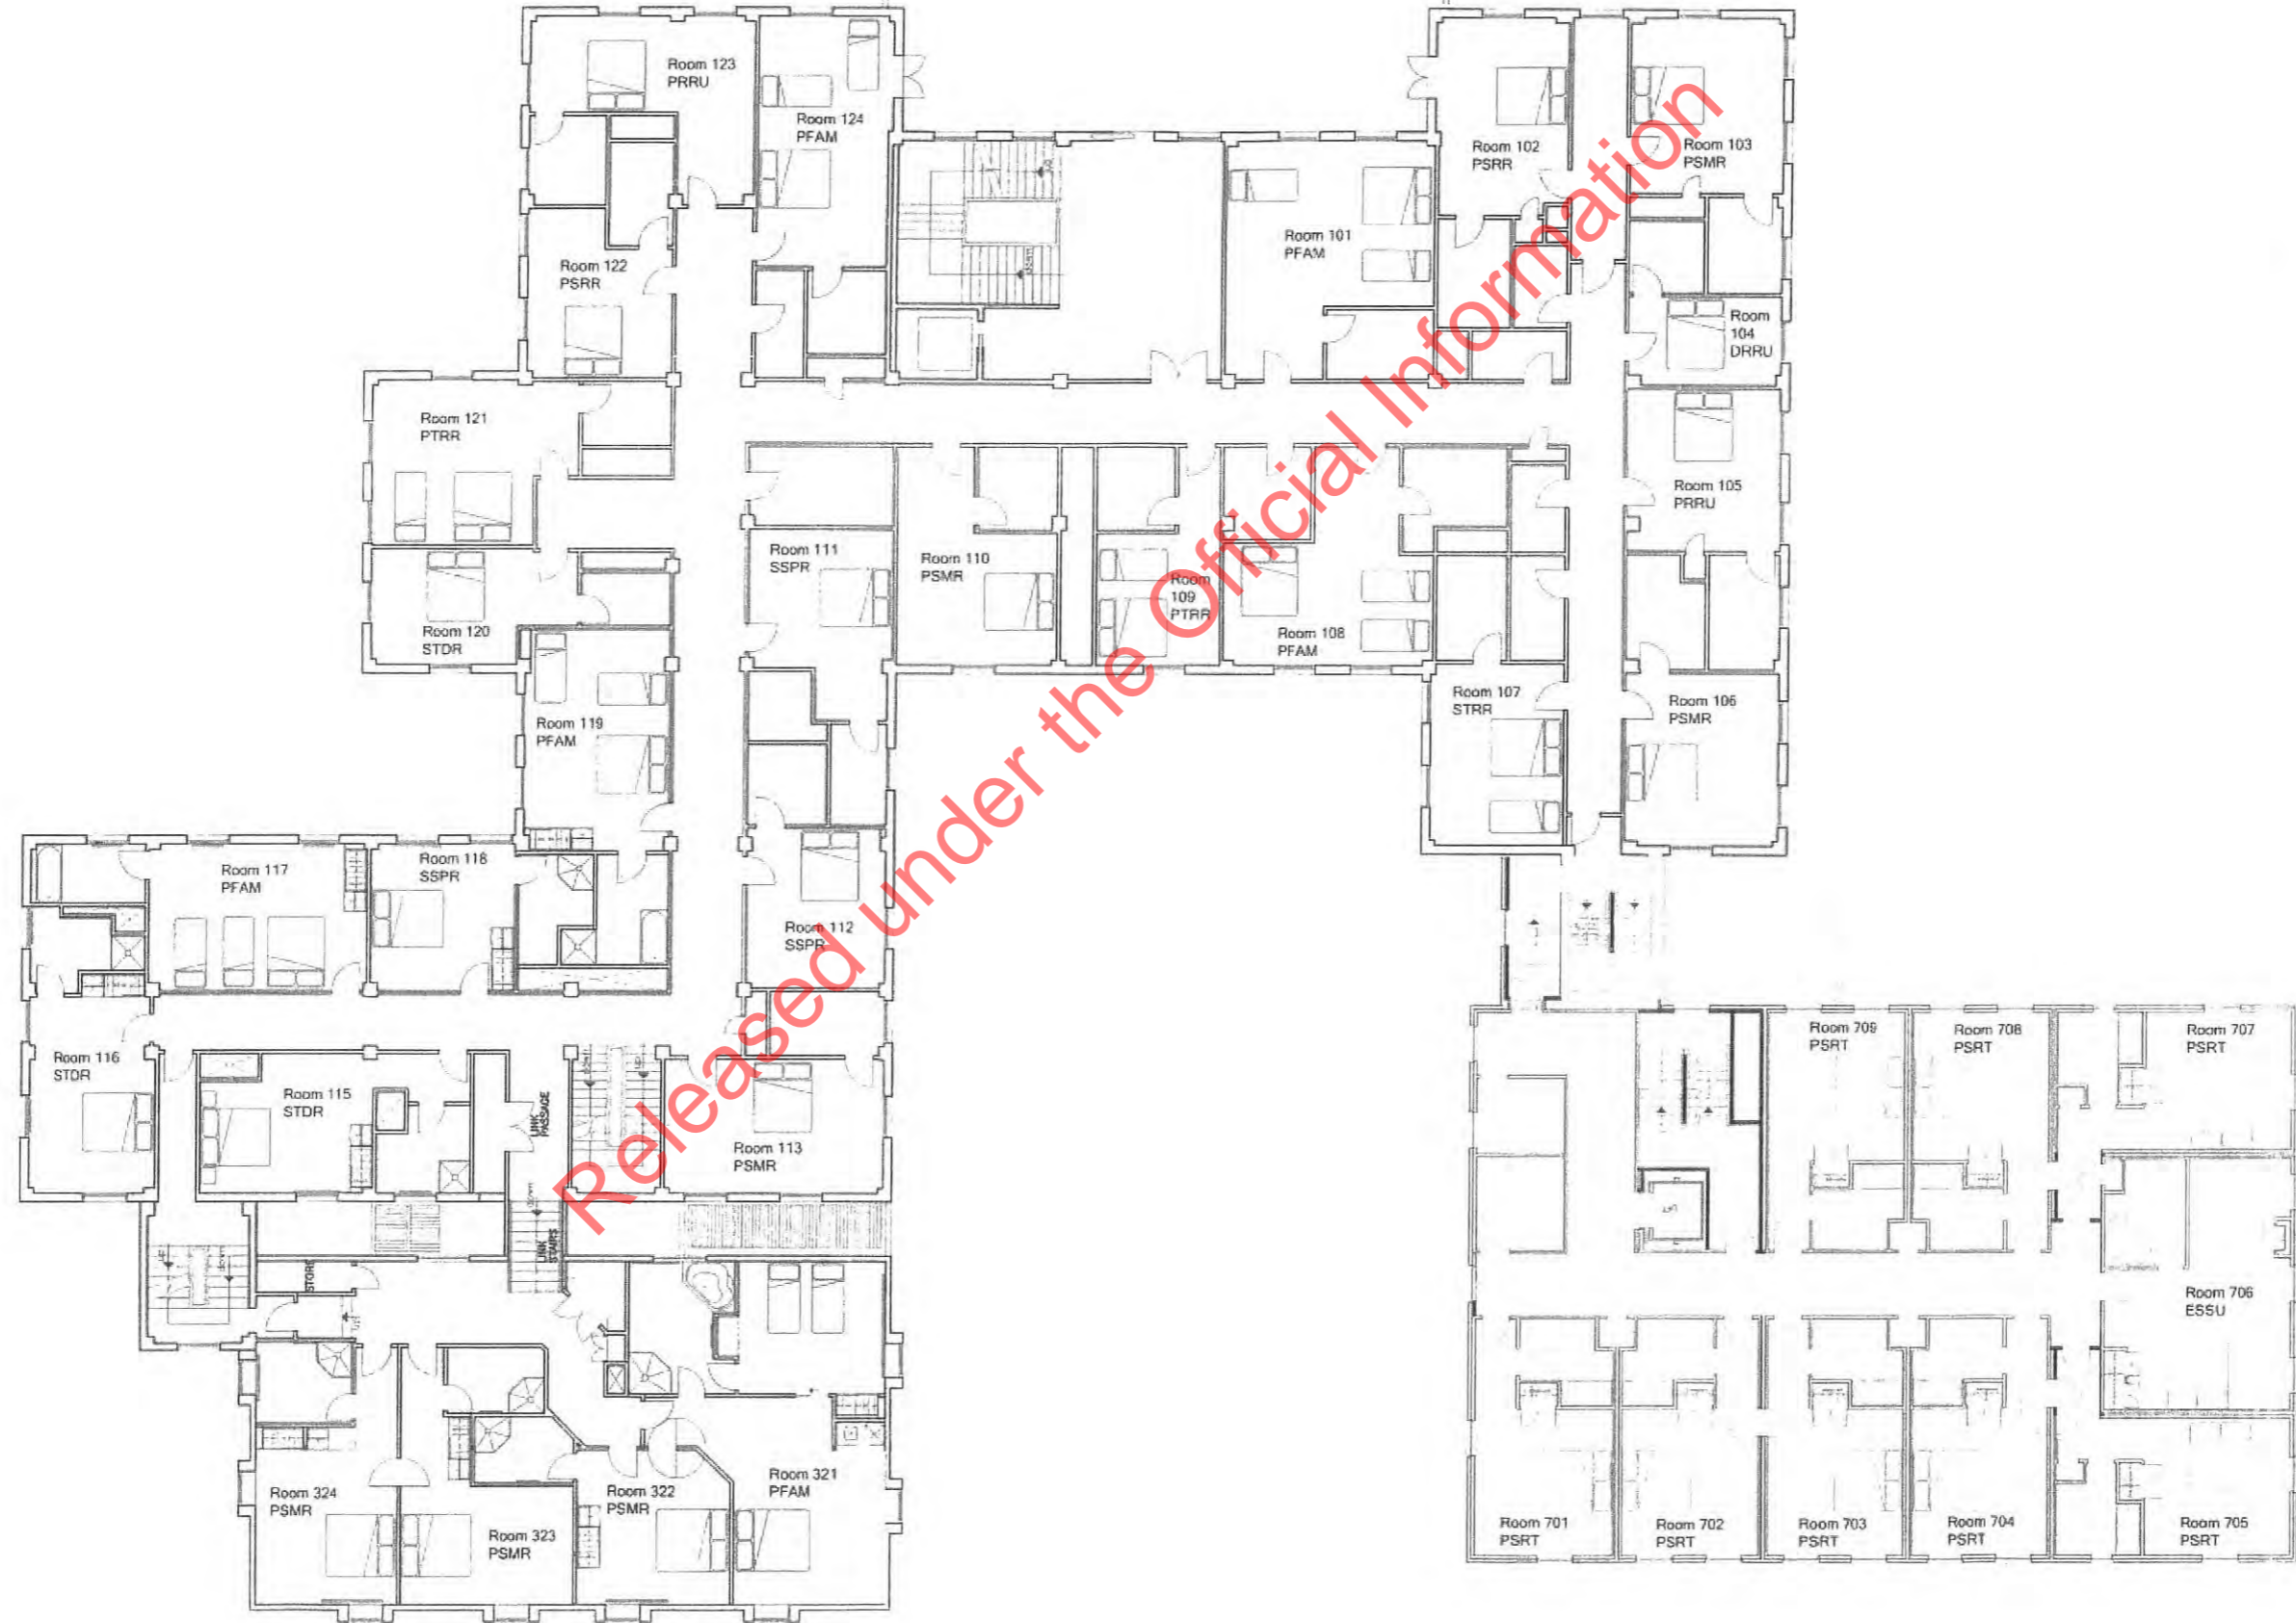 Room 123
PRRU
Room 124
PFAM
Room 102
PSRR
Room 103
PSMR
Room 101
PFAM
Room 122
PSRR
Room
104
DRRU
Room 121
PTRR
Room 105
PRRU
Room 111
SSPR
Room 110
PSMR
Room
109
PTRR
Room 108
PFAM
Room 120
STDR
Room 107
STRR
Room 106
PSMR
Room 119
PFAM
Room 117
PFAM
Room 118
SSPR
Room 112
SSPR
Room 116
STDR
Room 115
STDR
LINK
PASSAGE
Room 113
PSMR
LINK
STAIRS
STORE
Room 709
PSRT
Room 708
PSRT
Room 707
PSRT
Room 706
ESSU
Room 324
PSMR
Room 323
PSMR
Room 322
PSMR
Room 321
PFAM
Room 701
PSRT
Room 702
PSRT
Room 703
PSRT
Room 704
PSRT
Room 705
PSRT
Released under the Official Information